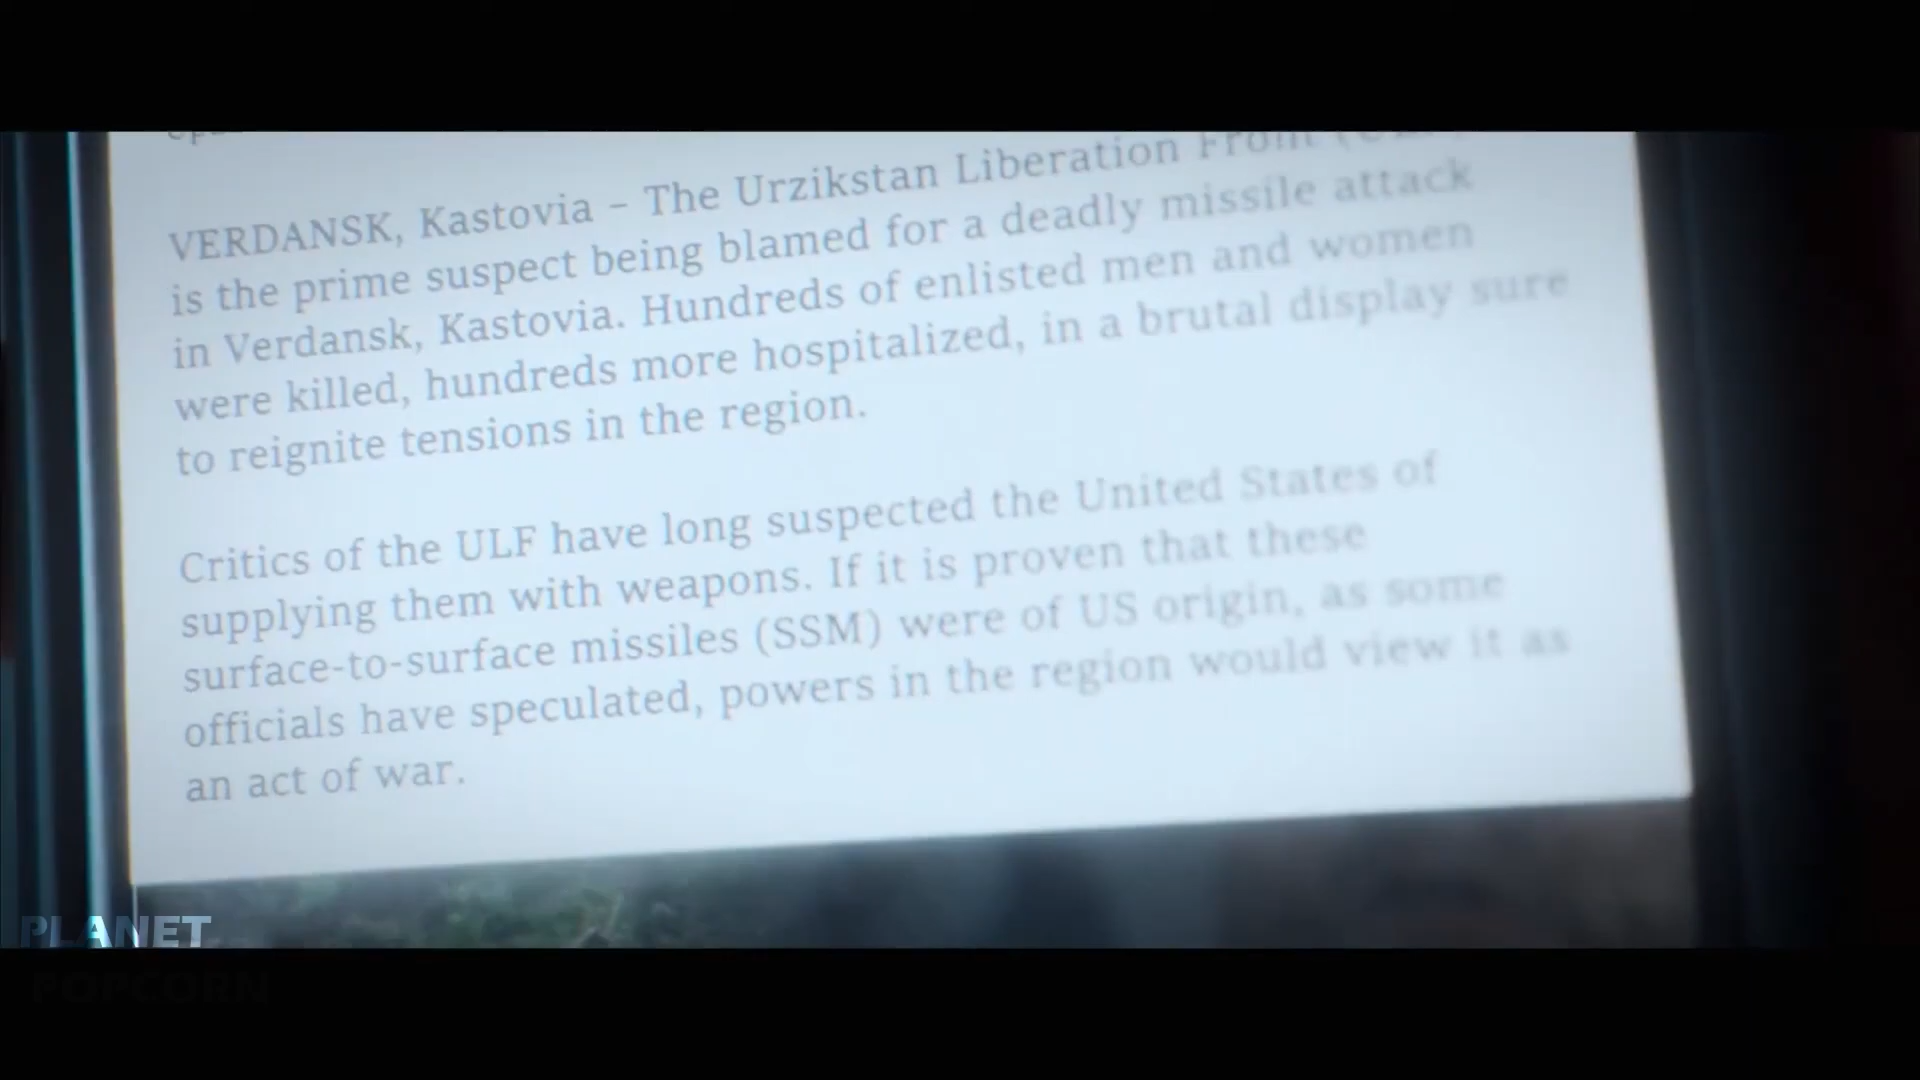 VERDANSK, Kastovia – The Urzikstan Liberation Front
is the prime suspect being blamed for a deadly missile attack
in Verdansk, Kastovia. Hundreds of enlisted men and women
were killed, hundreds more hospitalized, in a brutal display sure
to reignite tensions in the region.
Critics of the ULF have long suspected the United States of
supplying them with weapons. If it is proven that these
surface-to-surface missiles (SSM) were of US origin, as some
officials have speculated, powers in the region would view it as
an act of war.
PLANET
POPCORN